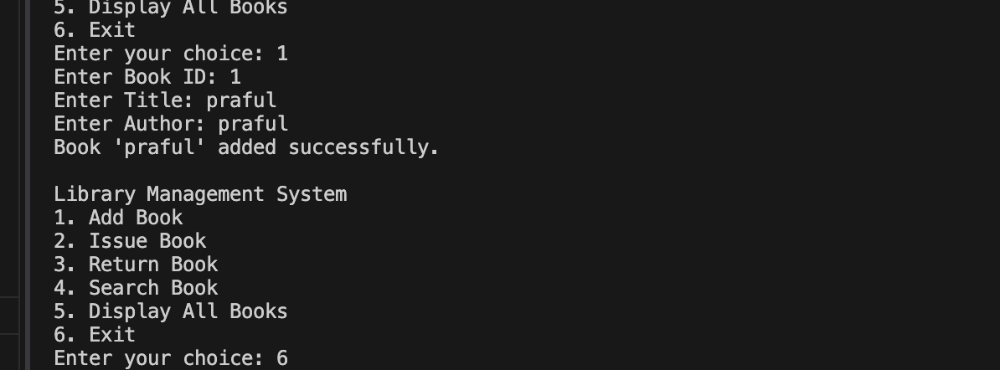 5. Display All Books
6. Exit
Enter your choice: 1
Enter Book ID: 1
Enter Title: praful
Enter Author: praful
Book 'praful' added successfully.
Library Management System
1. Add Book
2. Issue Book
3. Return Book
4. Search Book
5. Display All Books
6. Exit
Enter your choice: 6